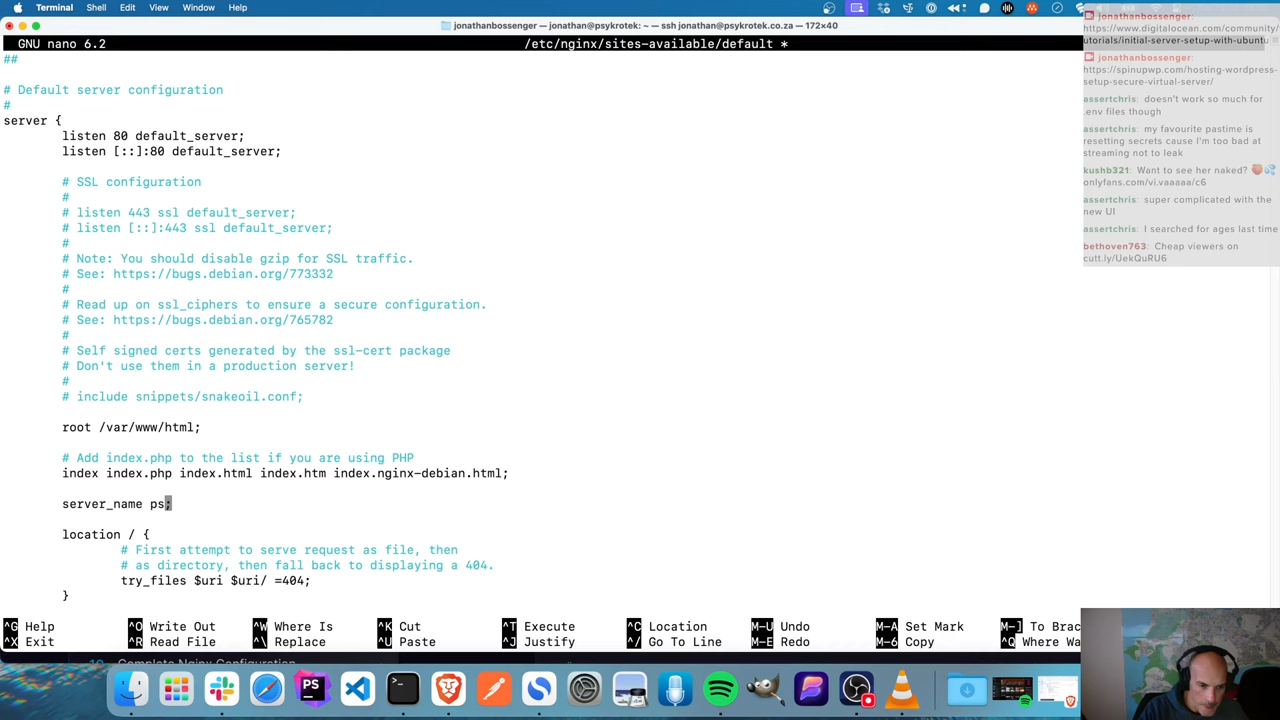 Terminal Shell Edit View Window Help
jonathanbossenger — jonathan@psykrotek: ~ — ssh jonathan@psykrotek.co.za — 172×40
GNU nano 6.2 /etc/nginx/sites-available/default *
##
# Default server configuration
#
server {
listen 80 default_server;
listen [::]:80 default_server;
# SSL configuration
#
# listen 443 ssl default_server;
# listen [::]:443 ssl default_server;
#
# Note: You should disable gzip for SSL traffic.
# See: https://bugs.debian.org/773332
#
# Read up on ssl_ciphers to ensure a secure configuration.
# See: https://bugs.debian.org/765782
#
# Self signed certs generated by the ssl-cert package
# Don't use them in a production server!
#
# include snippets/snakeoil.conf;
root /var/www/html;
# Add index.php to the list if you are using PHP
index index.php index.html index.htm index.nginx-debian.html;
server_name ps;
location / {
# First attempt to serve request as file, then
# as directory, then fall back to displaying a 404.
try_files $uri $uri/ =404;
}
^G Help ^O Write Out ^W Where Is ^K Cut ^T Execute ^C Location M-U Undo M-A Set Mark M-] To Brac
^X Exit ^R Read File ^\ Replace ^U Paste ^J Justify ^/ Go To Line M-E Redo M-6 Copy ^Q Where Wa
jonathanbossenger:
https://www.digitalocean.com/community/
utorials/initial-server-setup-with-ubuntu
jonathanbossenger:
https://spinupwp.com/hosting-wordpress-
setup-secure-virtual-server/
assertchris: doesn't work so much for
.env files though
assertchris: my favourite pastime is
resetting secrets cause I'm too bad at
streaming not to leak
kushb321: Want to see her naked? 🍑💦
onlyfans.com/vi.vaaaaa/c6
assertchris: super complicated with the
new UI
assertchris: I searched for ages last time
bethoven763: Cheap viewers on
cutt.ly/UekQuRU6
Complete Nginx Configuration
PS